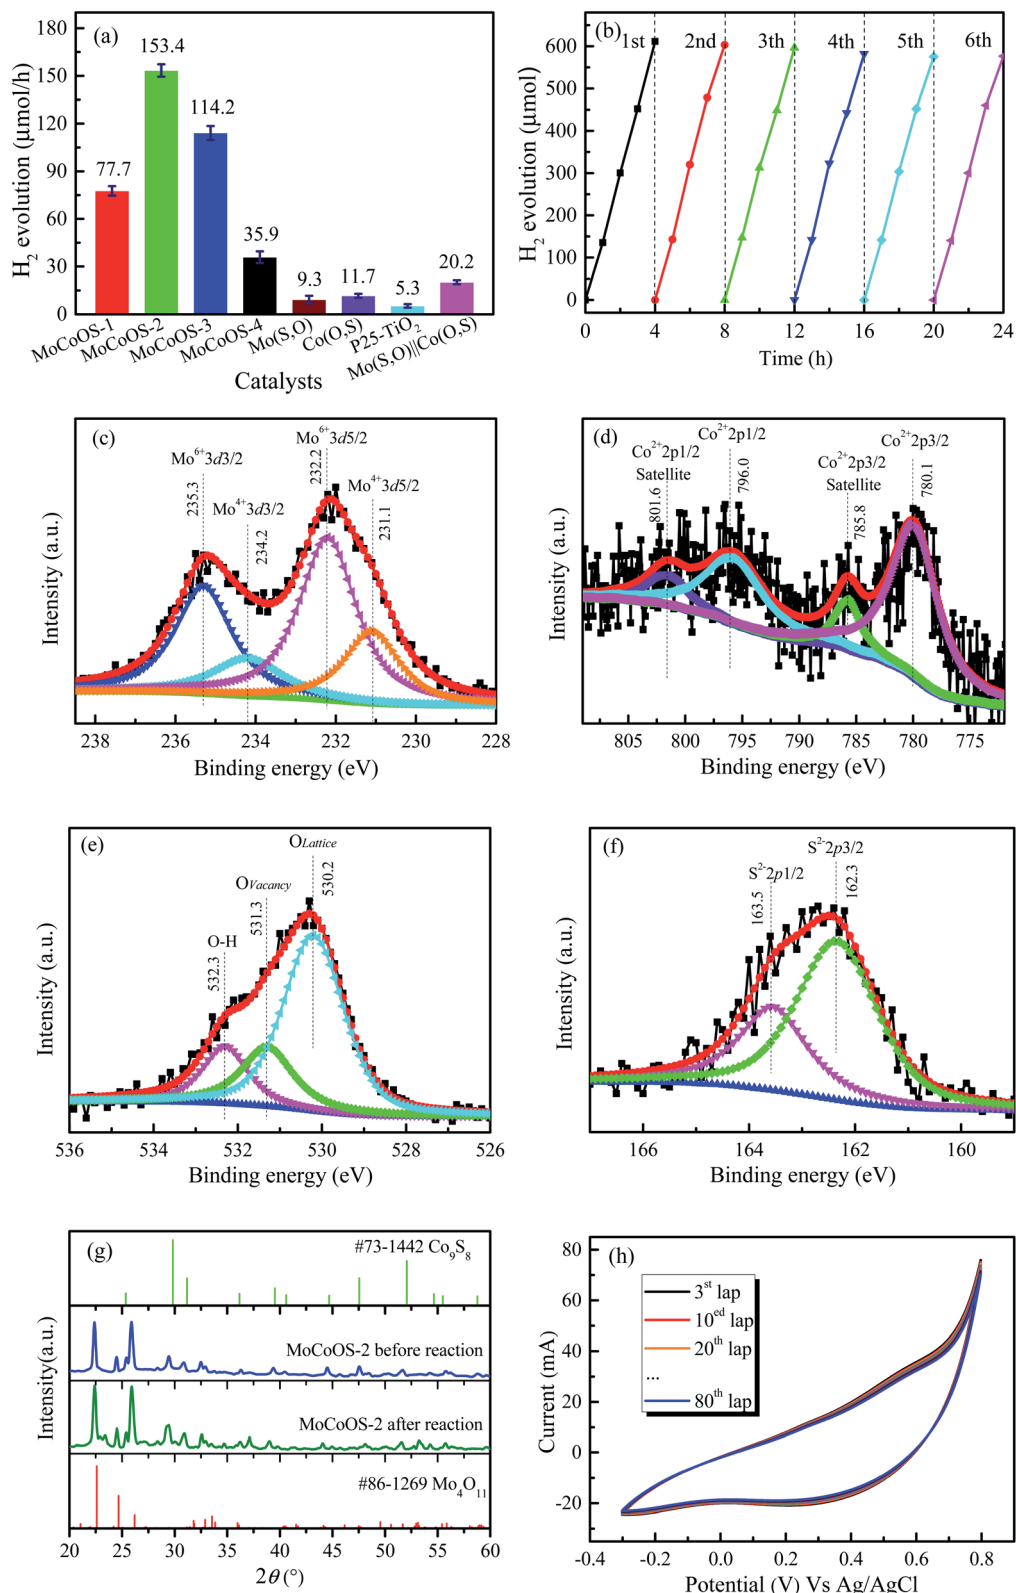 (a)
H₂ evolution (μmol/h)
180
150
120
90
60
30
0
77.7
153.4
114.2
35.9
9.3
11.7
5.3
20.2
MoCoOS-1
MoCoOS-2
MoCoOS-3
MoCoOS-4
Mo(S,O)
Co(O,S)
P25-TiO₂
Mo(S,O)||Co(O,S)
Catalysts
(b)
H₂ evolution (μmol)
600
500
400
300
200
100
0
1st 2nd 3th 4th 5th 6th
0 4 8 12 16 20 24
Time (h)
(c)
Intensity (a.u.)
Mo⁶⁺3d3/2
235.3
Mo⁴⁺3d3/2
234.2
Mo⁶⁺3d5/2
232.2
Mo⁴⁺3d5/2
231.1
238 236 234 232 230 228
Binding energy (eV)
(d)
Intensity (a.u.)
Co²⁺2p1/2
Satellite
801.6
Co²⁺2p1/2
796.0
Co²⁺2p3/2
Satellite
785.8
Co²⁺2p3/2
780.1
805 800 795 790 785 780 775
Binding energy (eV)
(e)
Intensity (a.u.)
O-H
532.3
OVacancy
531.3
OLattice
530.2
536 534 532 530 528 526
Binding energy (eV)
(f)
Intensity (a.u.)
S²⁻2p1/2
163.5
S²⁻2p3/2
162.3
166 164 162 160
Binding energy (eV)
(g)
Intensity(a.u.)
#73-1442 Co₉S₈
MoCoOS-2 before reaction
MoCoOS-2 after reaction
#86-1269 Mo₄O₁₁
20 25 30 35 40 45 50 55 60
2θ (°)
(h)
Current (mA)
80
60
40
20
0
-20
3ˢᵗ lap
10ᵉᵈ lap
20ᵗʰ lap
...
80ᵗʰ lap
-0.4 -0.2 0.0 0.2 0.4 0.6 0.8
Potential (V) Vs Ag/AgCl